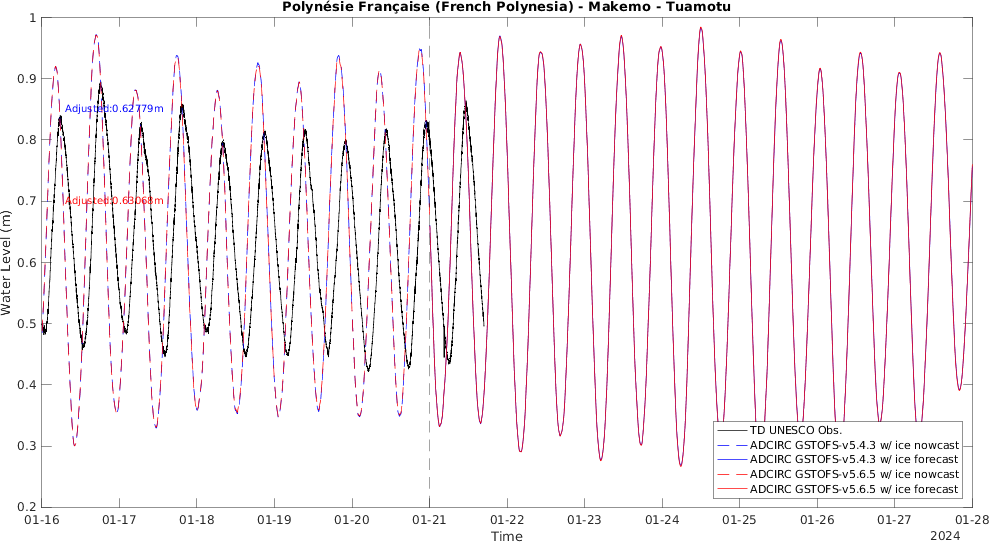 Polynésie Française (French Polynesia) - Makemo - Tuamotu
1
0.9
0.8
0.7
0.6
0.5
0.4
0.3
0.2
Water Level (m)
Adjusted:0.62779m
Adjusted:0.63068m
TD UNESCO Obs.
ADCIRC GSTOFS-v5.4.3 w/ ice nowcast
ADCIRC GSTOFS-v5.4.3 w/ ice forecast
ADCIRC GSTOFS-v5.6.5 w/ ice nowcast
ADCIRC GSTOFS-v5.6.5 w/ ice forecast
01-16 01-17 01-18 01-19 01-20 01-21 01-22 01-23 01-24 01-25 01-26 01-27 01-28
Time
2024